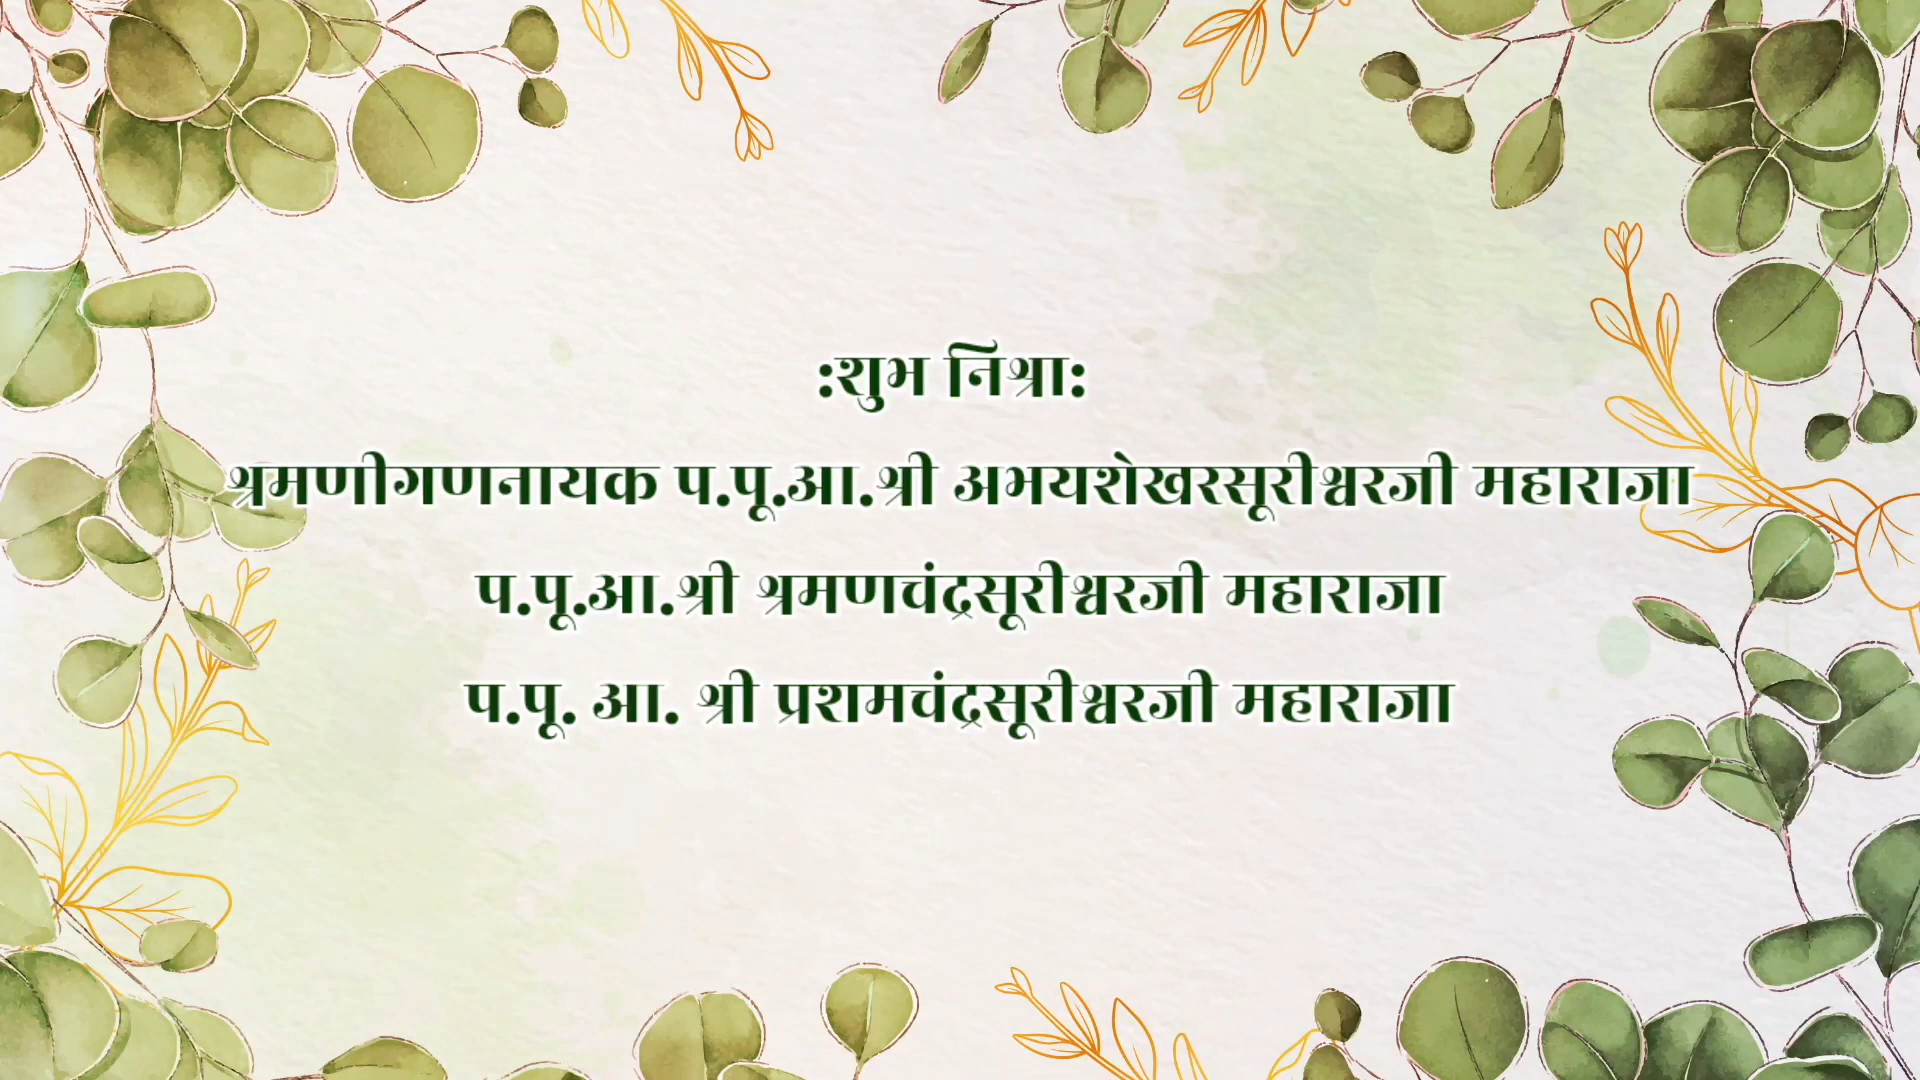 :शुभ निश्रा:
श्रमणीगणनायक प.पू.आ.श्री अभयशेखरसूरीश्वरजी महाराजा
प.पू.आ.श्री श्रमणचंद्रसूरीश्वरजी महाराजा
प.पू. आ. श्री प्रशमचंद्रसूरीश्वरजी महाराजा